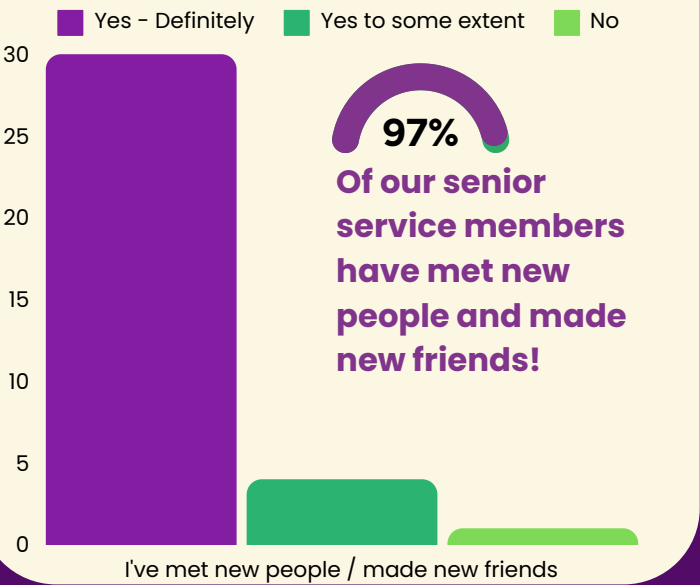 Yes - Definitely Yes to some extent No
30
25
20
15
10
5
0
97%
Of our senior
service members
have met new
people and made
new friends!
I've met new people / made new friends